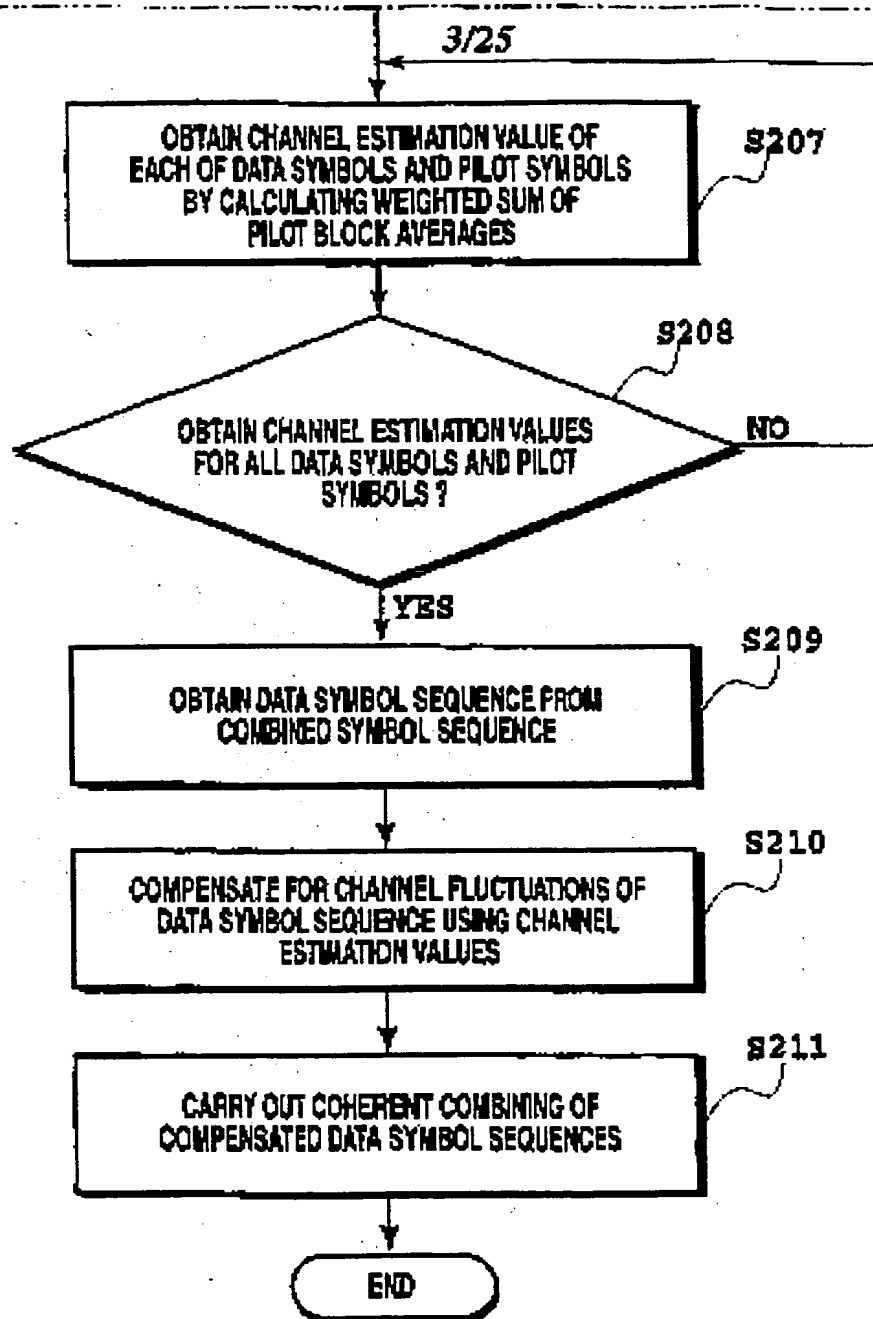 3/25
OBTAIN CHANNEL ESTIMATION VALUE OF
EACH OF DATA SYMBOLS AND PILOT SYMBOLS
BY CALCULATING WEIGHTED SUM OF
PILOT BLOCK AVERAGES
S207
S208
OBTAIN CHANNEL ESTIMATION VALUES
FOR ALL DATA SYMBOLS AND PILOT
SYMBOLS ?
NO
YES
S209
OBTAIN DATA SYMBOL SEQUENCE FROM
COMBINED SYMBOL SEQUENCE
S210
COMPENSATE FOR CHANNEL FLUCTUATIONS OF
DATA SYMBOL SEQUENCE USING CHANNEL
ESTIMATION VALUES
S211
CARRY OUT COHERENT COMBINING OF
COMPENSATED DATA SYMBOL SEQUENCES
END